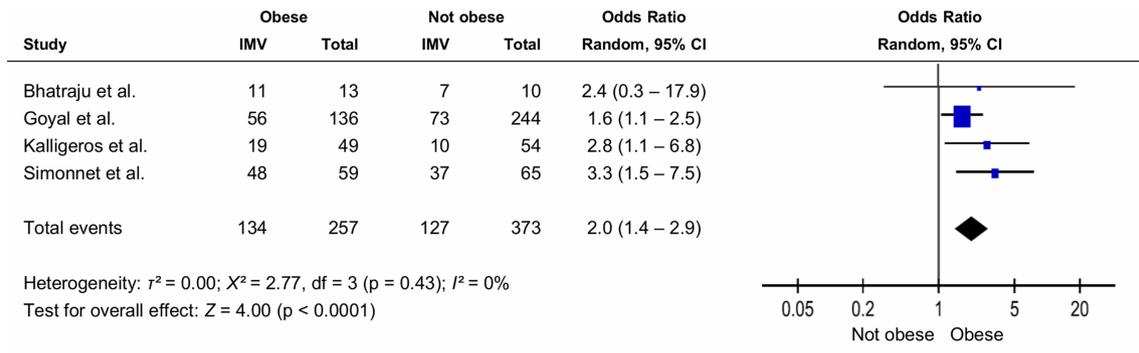 Obese Not obese Odds Ratio Odds Ratio
Study IMV Total IMV Total Random, 95% CI Random, 95% CI
Bhatraju et al. 11 13 7 10 2.4 (0.3 – 17.9)
Goyal et al. 56 136 73 244 1.6 (1.1 – 2.5)
Kalligeros et al. 19 49 10 54 2.8 (1.1 – 6.8)
Simonnet et al. 48 59 37 65 3.3 (1.5 – 7.5)
Total events 134 257 127 373 2.0 (1.4 – 2.9)
Heterogeneity: τ² = 0.00; X² = 2.77, df = 3 (p = 0.43); I² = 0%
Test for overall effect: Z = 4.00 (p < 0.0001)
0.05 0.2 1 5 20
Not obese Obese